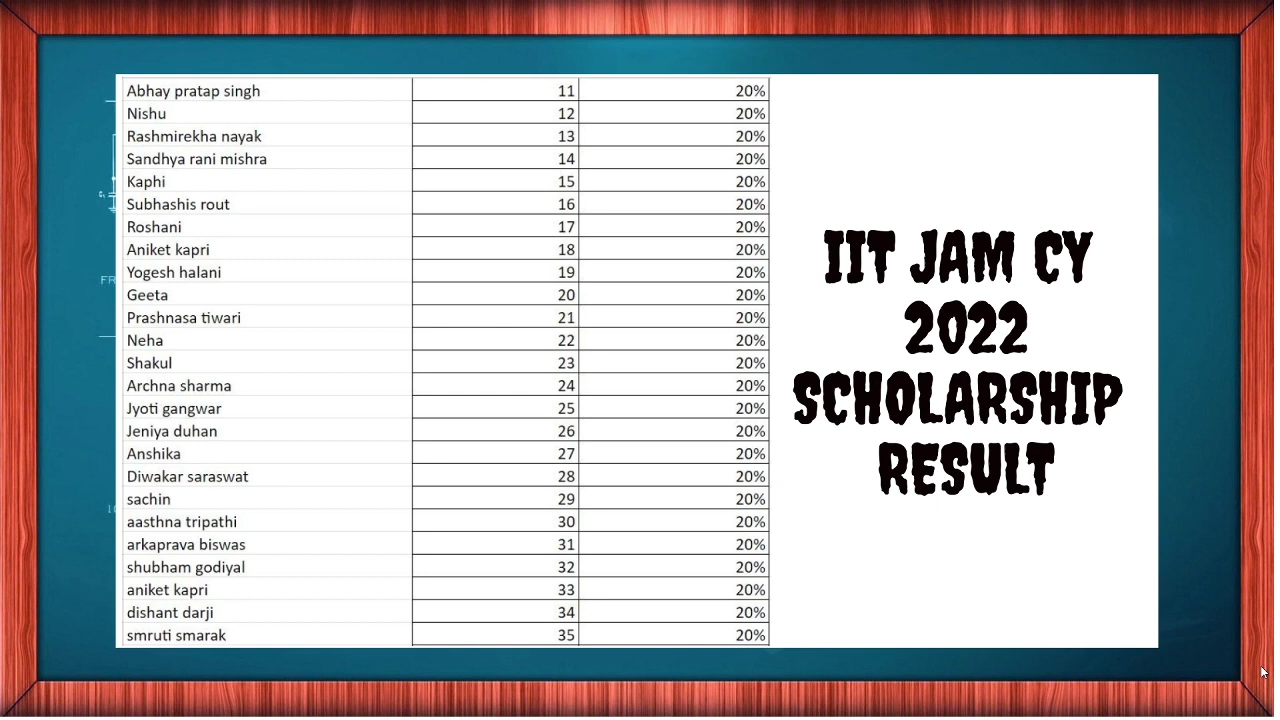 Abhay pratap singh 11 20%
Nishu 12 20%
Rashmirekha nayak 13 20%
Sandhya rani mishra 14 20%
Kaphi 15 20%
Subhashis rout 16 20%
Roshani 17 20%
Aniket kapri 18 20%
Yogesh halani 19 20%
Geeta 20 20%
Prashnasa tiwari 21 20%
Neha 22 20%
Shakul 23 20%
Archna sharma 24 20%
Jyoti gangwar 25 20%
Jeniya duhan 26 20%
Anshika 27 20%
Diwakar saraswat 28 20%
sachin 29 20%
aasthna tripathi 30 20%
arkaprava biswas 31 20%
shubham godiyal 32 20%
aniket kapri 33 20%
dishant darji 34 20%
smruti smarak 35 20%
IIT JAM CY
2022
SCHOLARSHIP
RESULT